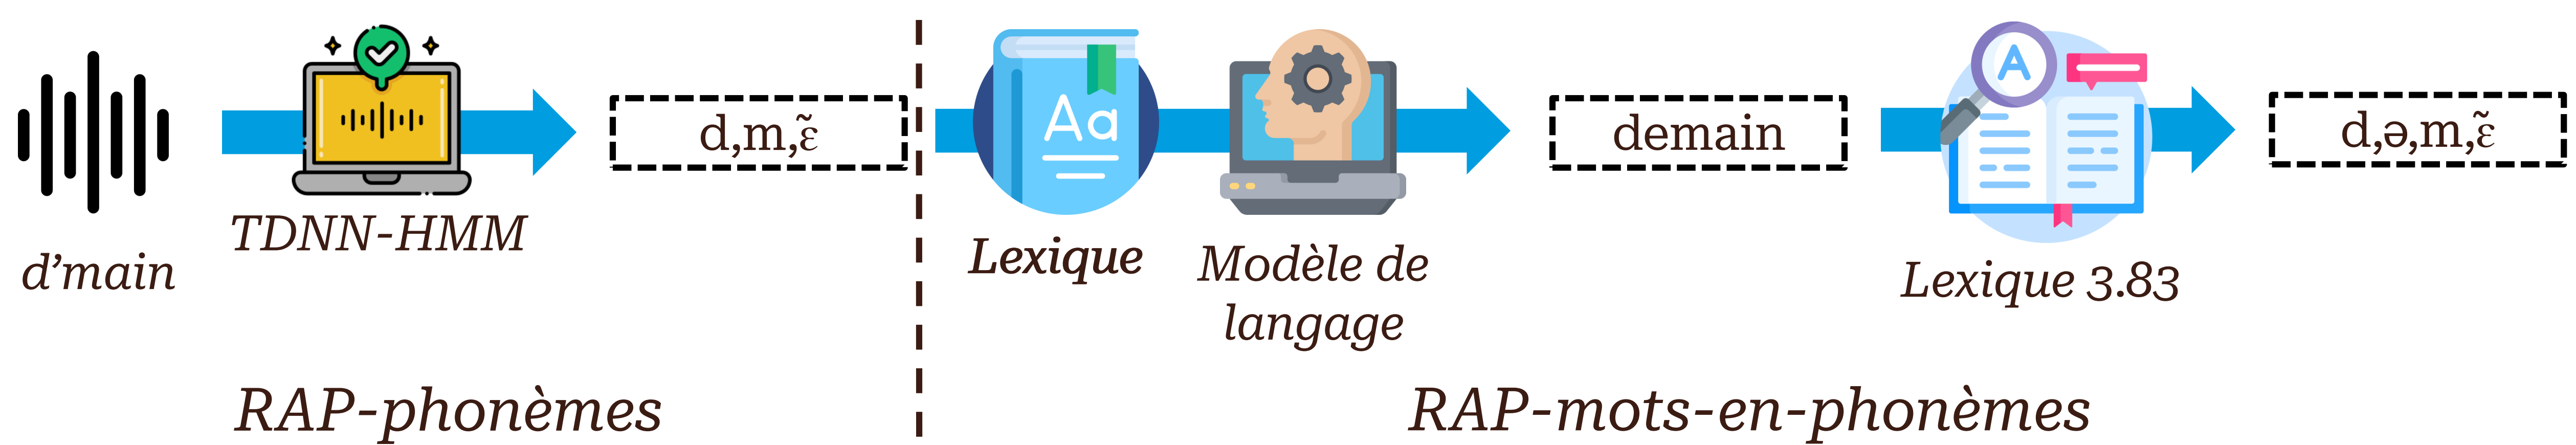 d'main
TDNN-HMM
d,m,ɛ̃
Aa
Lexique
Modèle de
langage
demain
A
Lexique 3.83
d,ə,m,ɛ̃
RAP-phonèmes
RAP-mots-en-phonèmes